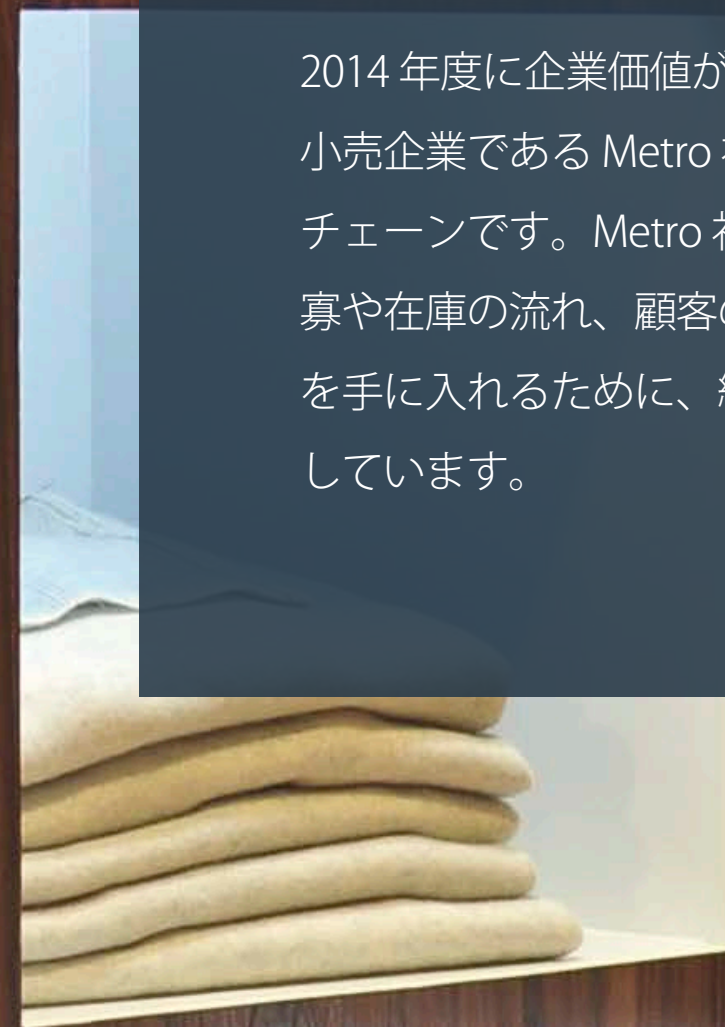 2014 年度に企業価値が
小売企業である Metro
チェーンです。Metro 社
寡や在庫の流れ、顧客の
を手に入れるために、
しています。